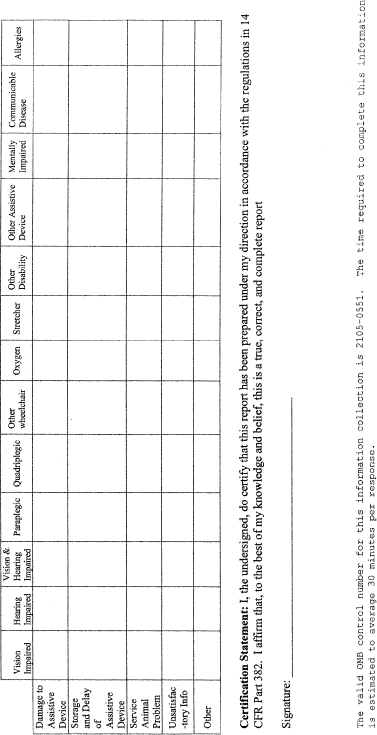 Vision
Impaired
Hearing
Impaired
Vision &
Hearing
Impaired
Paraplegic
Quadriplegic
Other
wheelchair
Oxygen
Stretcher
Other
Disability
Other Assistive
Device
Mentally
Impaired
Communicable
Disease
Allergies
Damage to
Assistive
Device
Storage
and Delay
of
Assistive
Device
Service
Animal
Problem
Unsatisfac
-tory Info
Other
Certification Statement: I, the undersigned, do certify that this report has been prepared under my direction in accordance with the regulations in 14
CFR Part 382. I affirm that, to the best of my knowledge and belief, this is a true, correct, and complete report
Signature:
The valid OMB control number for this information collection is 2105-0551. The time required to complete this information
is estimated to average 30 minutes per response.